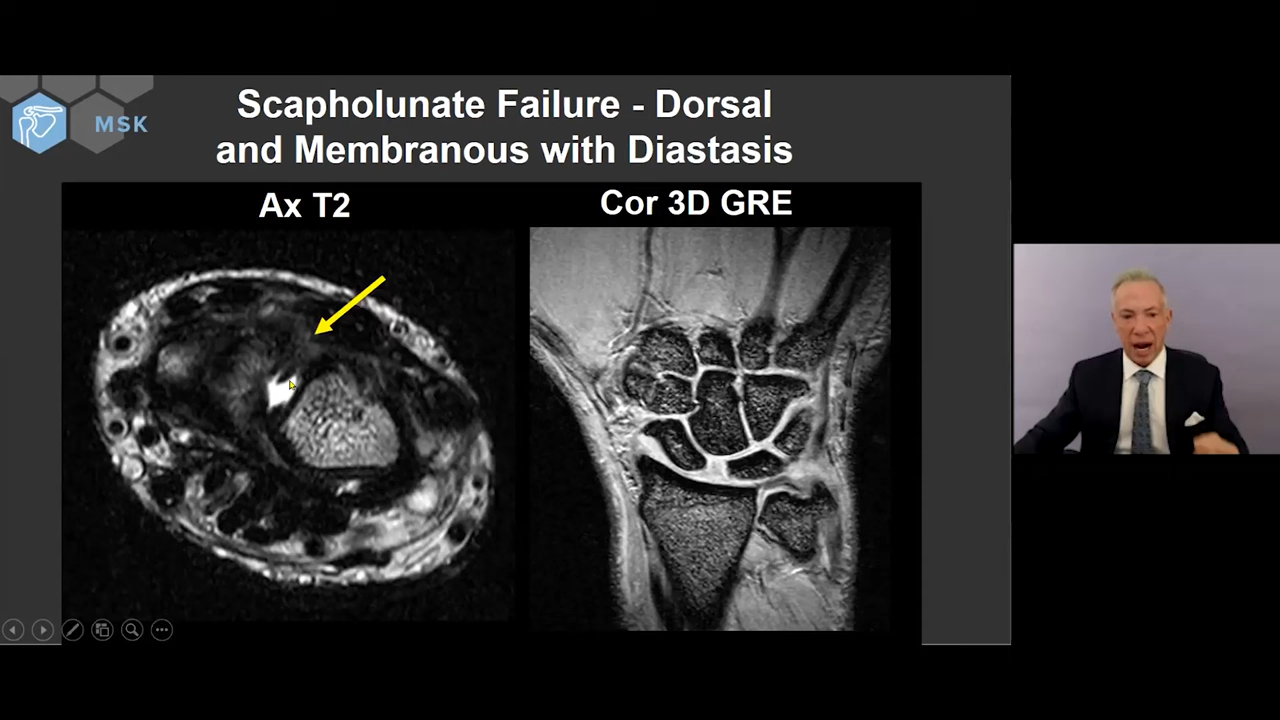 MSK
Scapholunate Failure - Dorsal
and Membranous with Diastasis
Ax T2
Cor 3D GRE